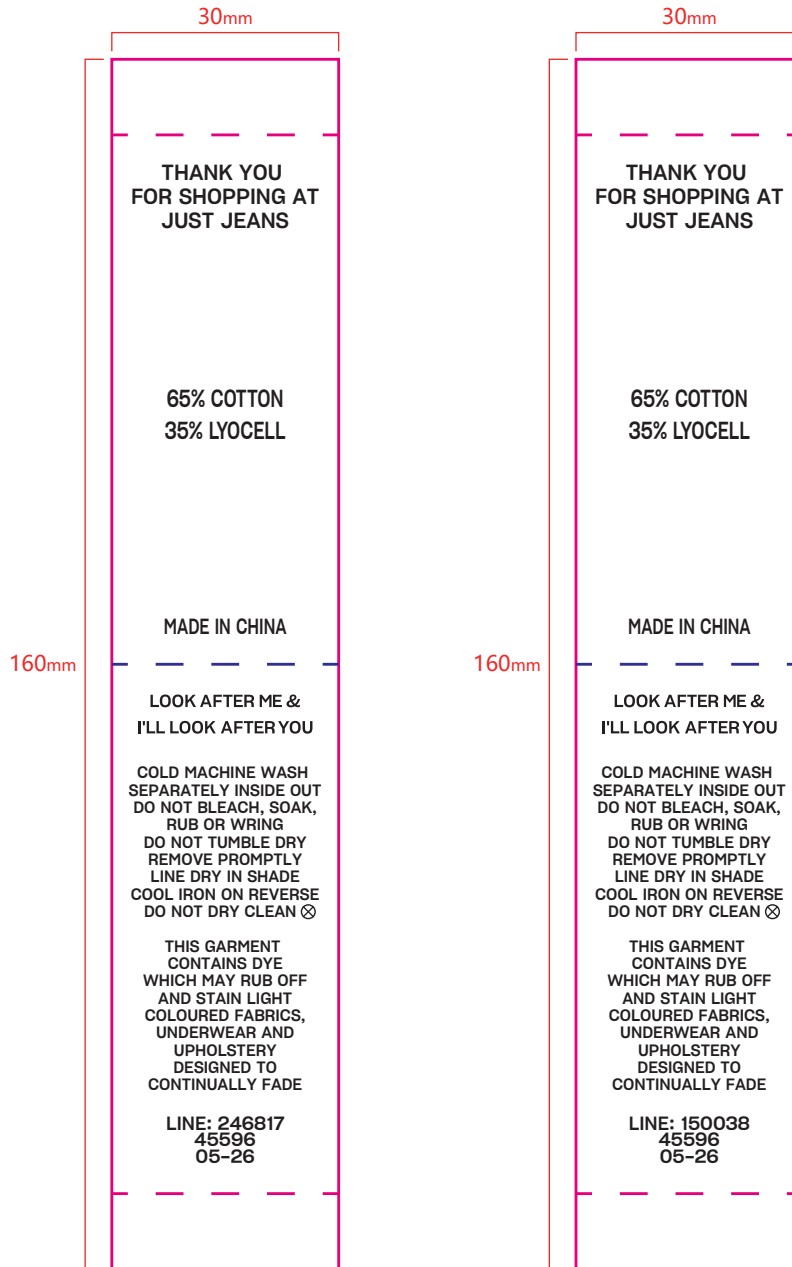 30mm
160mm
THANK YOU
FOR SHOPPING AT
JUST JEANS
65% COTTON
35% LYOCELL
MADE IN CHINA
LOOK AFTER ME &
I'LL LOOK AFTER YOU
COLD MACHINE WASH
SEPARATELY INSIDE OUT
DO NOT BLEACH, SOAK,
RUB OR WRING
DO NOT TUMBLE DRY
REMOVE PROMPTLY
LINE DRY IN SHADE
COOL IRON ON REVERSE
DO NOT DRY CLEAN ⊗
THIS GARMENT
CONTAINS DYE
WHICH MAY RUB OFF
AND STAIN LIGHT
COLOURED FABRICS,
UNDERWEAR AND
UPHOLSTERY
DESIGNED TO
CONTINUALLY FADE
LINE: 246817
45596
05-26
30mm
160mm
THANK YOU
FOR SHOPPING AT
JUST JEANS
65% COTTON
35% LYOCELL
MADE IN CHINA
LOOK AFTER ME &
I'LL LOOK AFTER YOU
COLD MACHINE WASH
SEPARATELY INSIDE OUT
DO NOT BLEACH, SOAK,
RUB OR WRING
DO NOT TUMBLE DRY
REMOVE PROMPTLY
LINE DRY IN SHADE
COOL IRON ON REVERSE
DO NOT DRY CLEAN ⊗
THIS GARMENT
CONTAINS DYE
WHICH MAY RUB OFF
AND STAIN LIGHT
COLOURED FABRICS,
UNDERWEAR AND
UPHOLSTERY
DESIGNED TO
CONTINUALLY FADE
LINE: 150038
45596
05-26